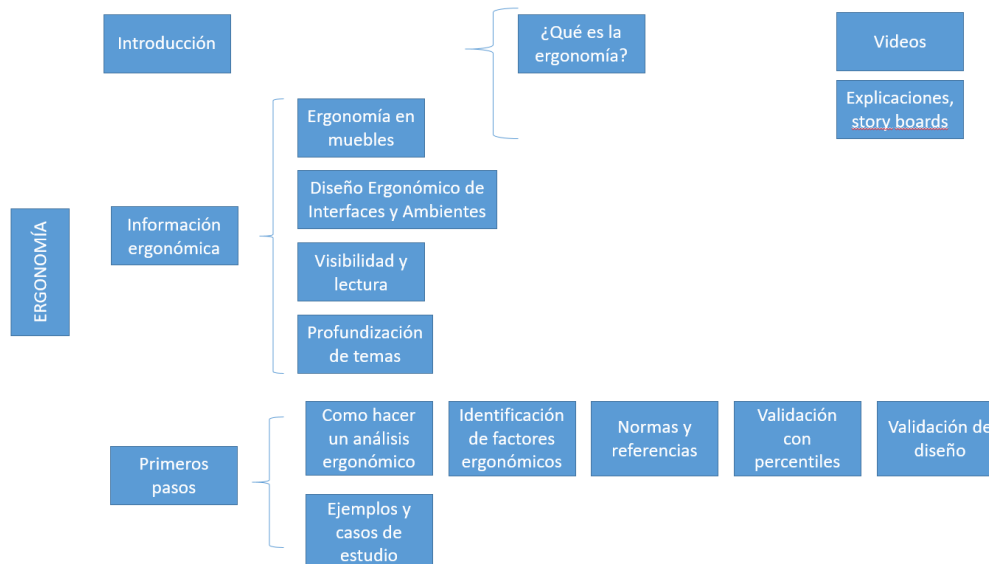 Introducción
¿Qué es la
ergonomía?
Videos
Explicaciones,
story boards
ERGONOMÍA
Información
ergonómica
Ergonomía en
muebles
Diseño Ergonómico de
Interfaces y Ambientes
Visibilidad y
lectura
Profundización
de temas
Primeros
pasos
Como hacer
un análisis
ergonómico
Identificación
de factores
ergonómicos
Normas y
referencias
Validación
con
percentiles
Validación de
diseño
Ejemplos y
casos de
estudio